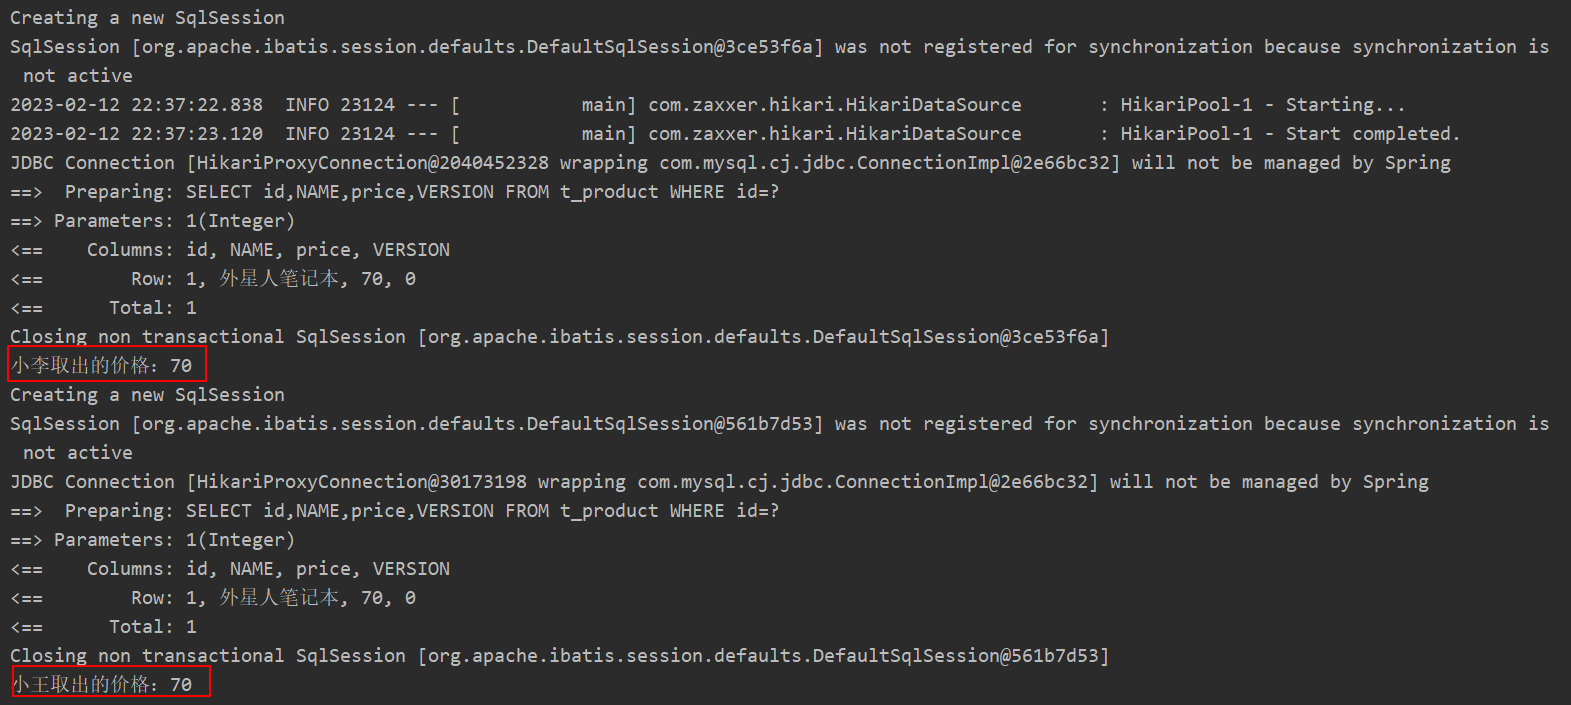 Creating a new SqlSession
SqlSession [org.apache.ibatis.session.defaults.DefaultSqlSession@3ce53f6a] was not registered for synchronization because synchronization is
 not active
2023-02-12 22:37:22.838  INFO 23124 --- [           main] com.zaxxer.hikari.HikariDataSource       : HikariPool-1 - Starting...
2023-02-12 22:37:23.120  INFO 23124 --- [           main] com.zaxxer.hikari.HikariDataSource       : HikariPool-1 - Start completed.
JDBC Connection [HikariProxyConnection@2040452328 wrapping com.mysql.cj.jdbc.ConnectionImpl@2e66bc32] will not be managed by Spring
==>  Preparing: SELECT id,NAME,price,VERSION FROM t_product WHERE id=?
==> Parameters: 1(Integer)
<==    Columns: id, NAME, price, VERSION
<==        Row: 1, 外星人笔记本, 70, 0
<==      Total: 1
Closing non transactional SqlSession [org.apache.ibatis.session.defaults.DefaultSqlSession@3ce53f6a]
小李取出的价格：70
Creating a new SqlSession
SqlSession [org.apache.ibatis.session.defaults.DefaultSqlSession@561b7d53] was not registered for synchronization because synchronization is
 not active
JDBC Connection [HikariProxyConnection@30173198 wrapping com.mysql.cj.jdbc.ConnectionImpl@2e66bc32] will not be managed by Spring
==>  Preparing: SELECT id,NAME,price,VERSION FROM t_product WHERE id=?
==> Parameters: 1(Integer)
<==    Columns: id, NAME, price, VERSION
<==        Row: 1, 外星人笔记本, 70, 0
<==      Total: 1
Closing non transactional SqlSession [org.apache.ibatis.session.defaults.DefaultSqlSession@561b7d53]
小王取出的价格：70